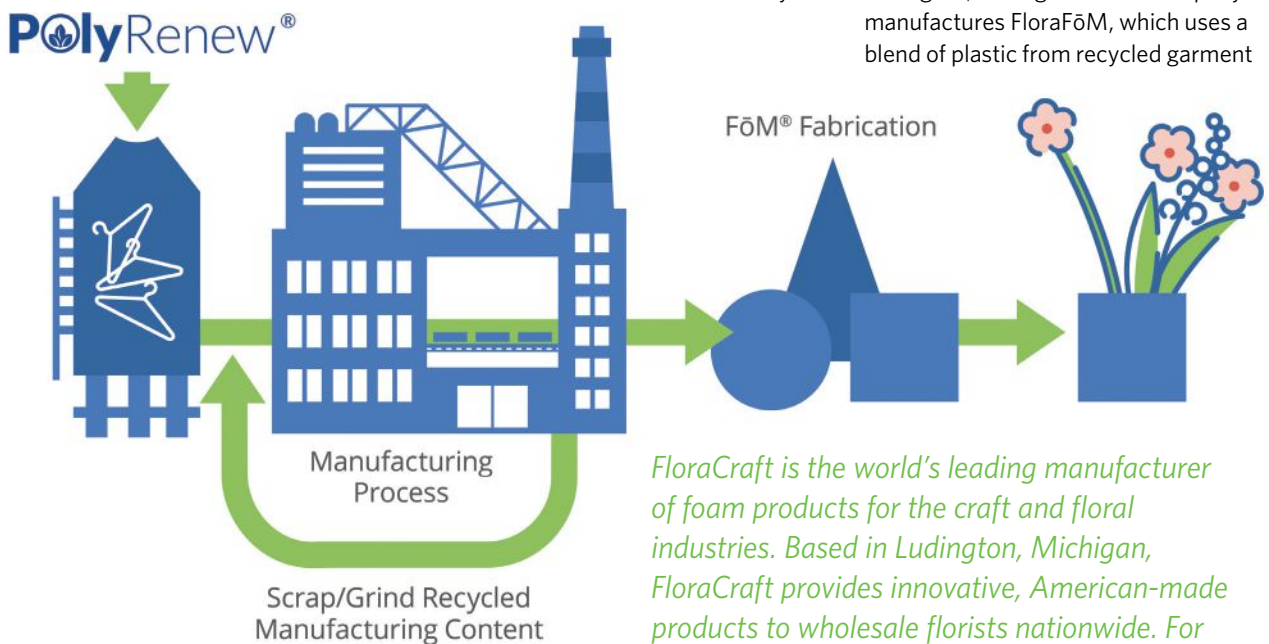 PolyRenew®
manufactures FloraFōM, which uses a
blend of plastic from recycled garment
FōM® Fabrication
Manufacturing
Process
Scrap/Grind Recycled
Manufacturing Content
FloraCraft is the world’s leading manufacturer
of foam products for the craft and floral
industries. Based in Ludington, Michigan,
FloraCraft provides innovative, American-made
products to wholesale florists nationwide. For